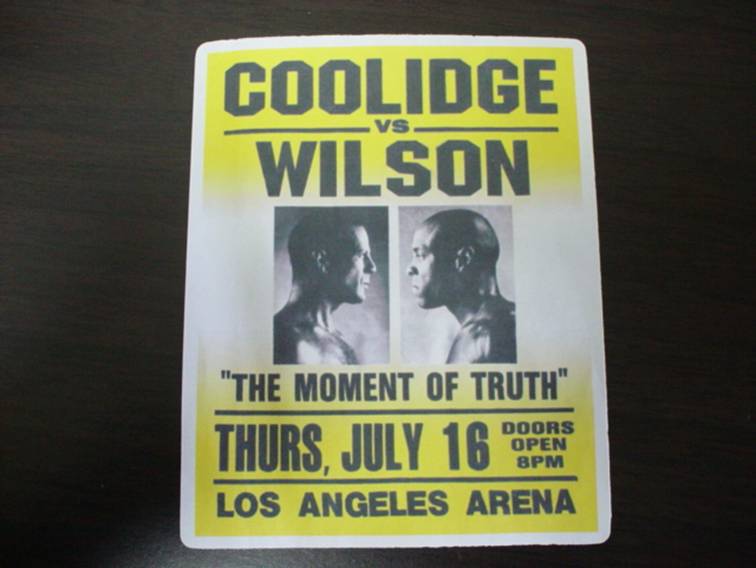 COOLIDGE
VS
WILSON
"THE MOMENT OF TRUTH"
THURS, JULY 16 DOORS OPEN 8PM
LOS ANGELES ARENA